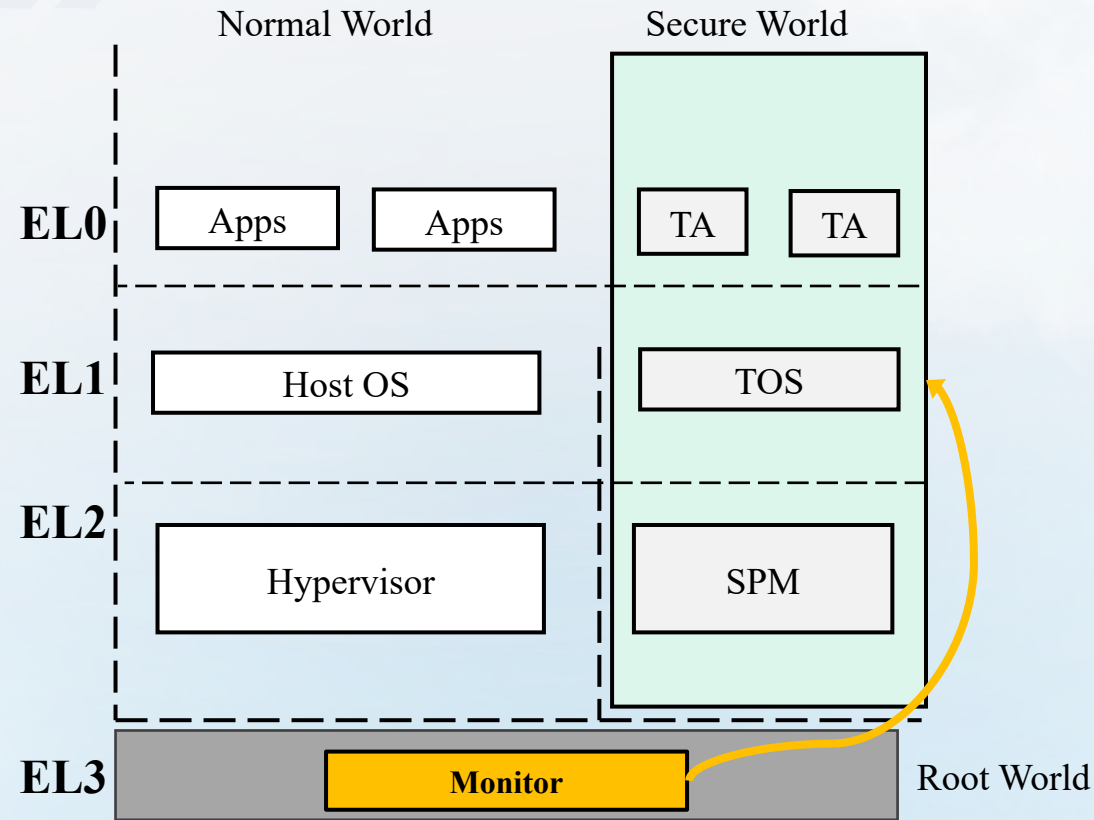 Normal World
Secure World
EL0
Apps
Apps
TA
TA
EL1
Host OS
TOS
EL2
Hypervisor
SPM
EL3
Monitor
Root World